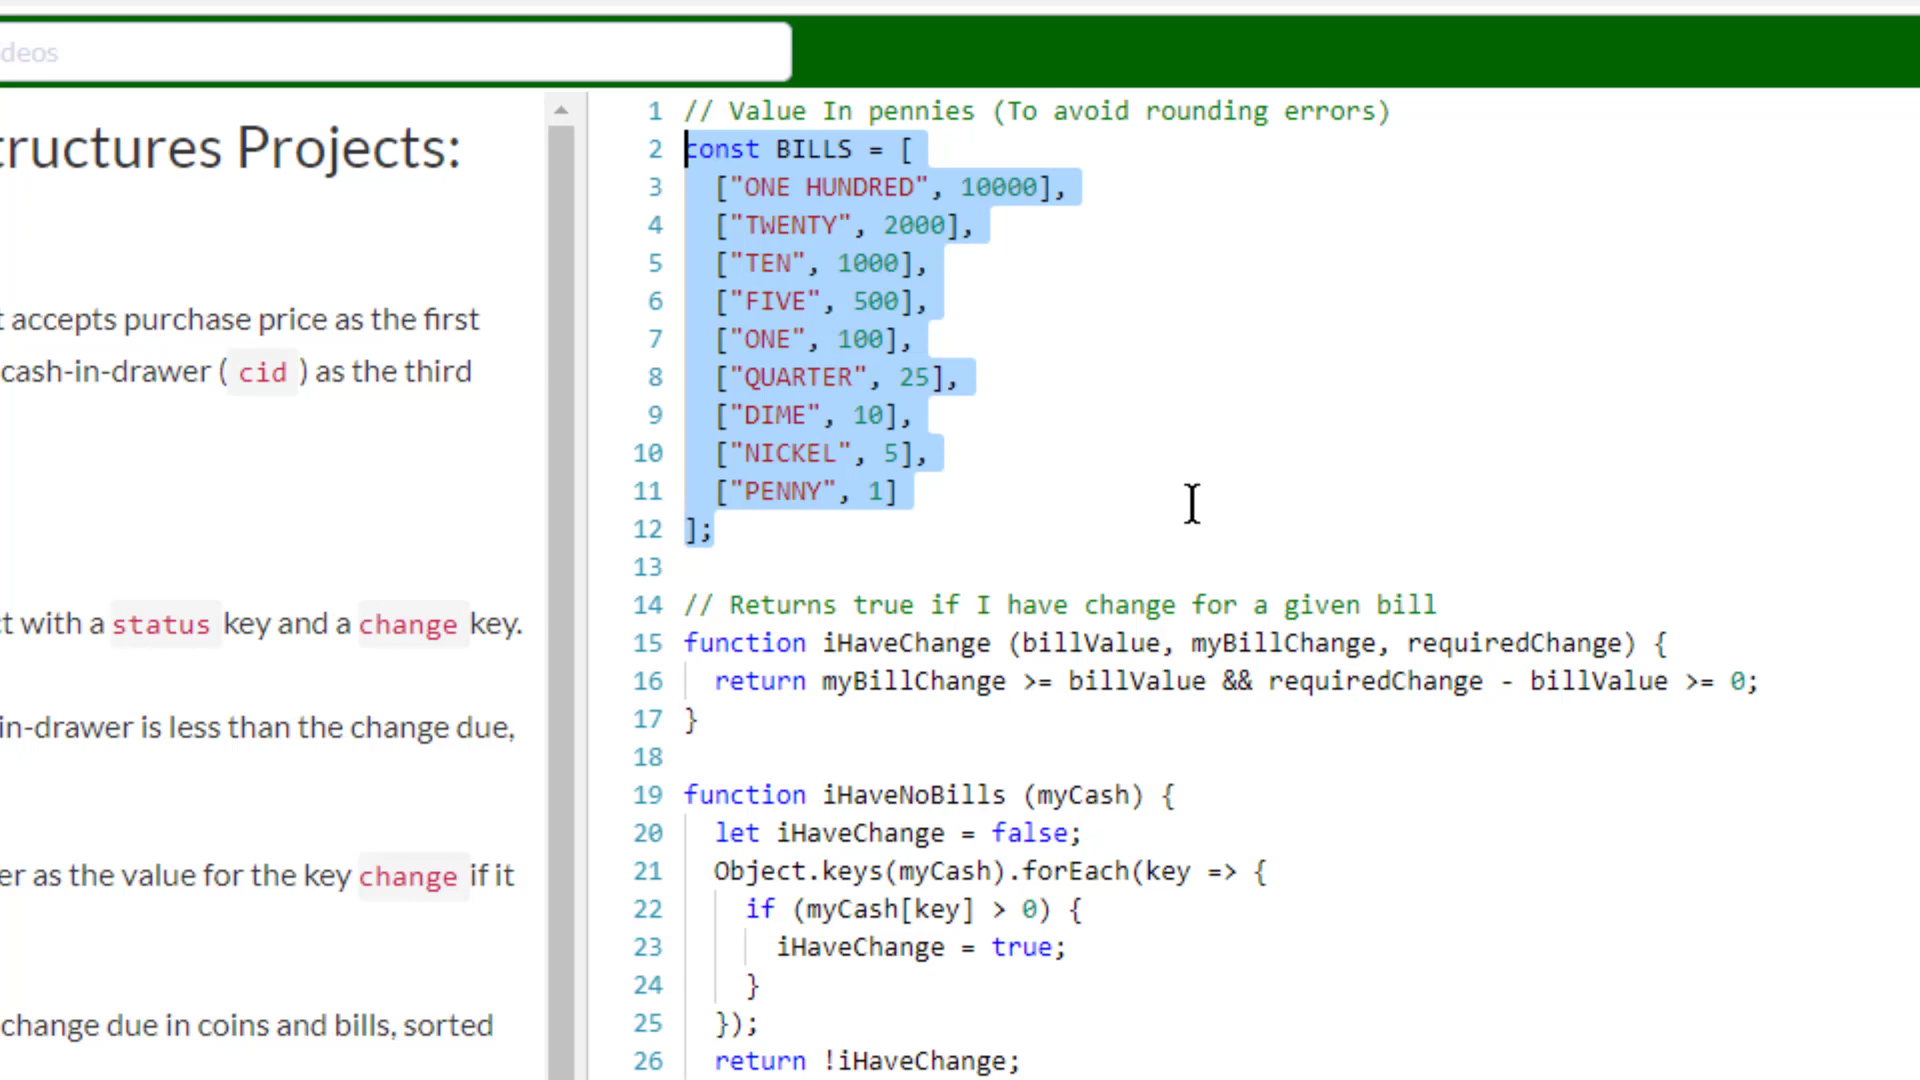 deos
tructures Projects:
t accepts purchase price as the first
cash-in-drawer ( cid ) as the third
ct with a status key and a change key.
in-drawer is less than the change due,
er as the value for the key change if it
change due in coins and bills, sorted
1 // Value In pennies (To avoid rounding errors)
2 const BILLS = [
3 ["ONE HUNDRED", 10000],
4 ["TWENTY", 2000],
5 ["TEN", 1000],
6 ["FIVE", 500],
7 ["ONE", 100],
8 ["QUARTER", 25],
9 ["DIME", 10],
10 ["NICKEL", 5],
11 ["PENNY", 1]
12 ];
13
14 // Returns true if I have change for a given bill
15 function iHaveChange (billValue, myBillChange, requiredChange) {
16 return myBillChange >= billValue && requiredChange - billValue >= 0;
17 }
18
19 function iHaveNoBills (myCash) {
20 let iHaveChange = false;
21 Object.keys(myCash).forEach(key => {
22 if (myCash[key] > 0) {
23 iHaveChange = true;
24 }
25 });
26 return !iHaveChange;